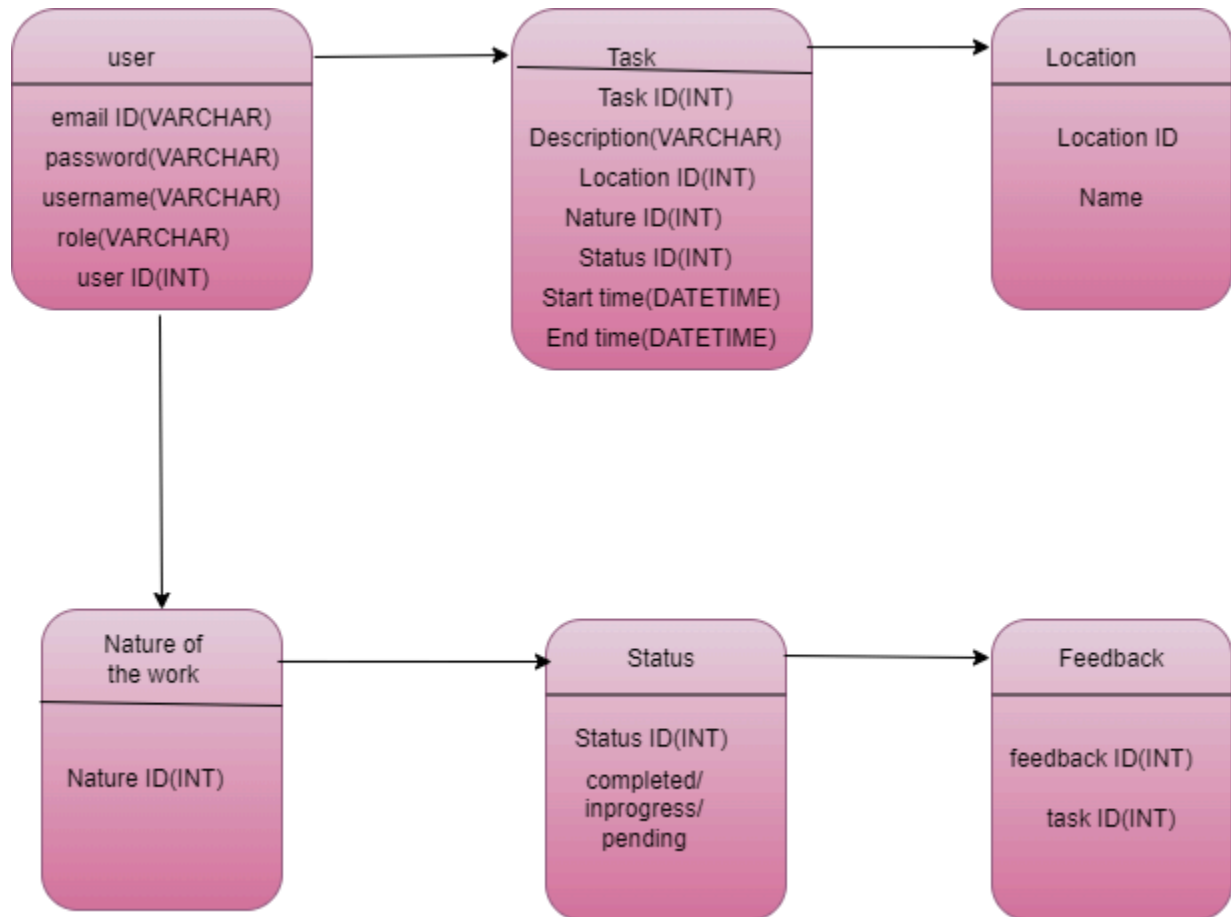 user
email ID(VARCHAR)
password(VARCHAR)
username(VARCHAR)
role(VARCHAR)
user ID(INT)
Task
Task ID(INT)
Description(VARCHAR)
Location ID(INT)
Nature ID(INT)
Status ID(INT)
Start time(DATETIME)
End time(DATETIME)
Location
Location ID
Name
Nature of
the work
Nature ID(INT)
Status
Status ID(INT)
completed/
inprogress/
pending
Feedback
feedback ID(INT)
task ID(INT)